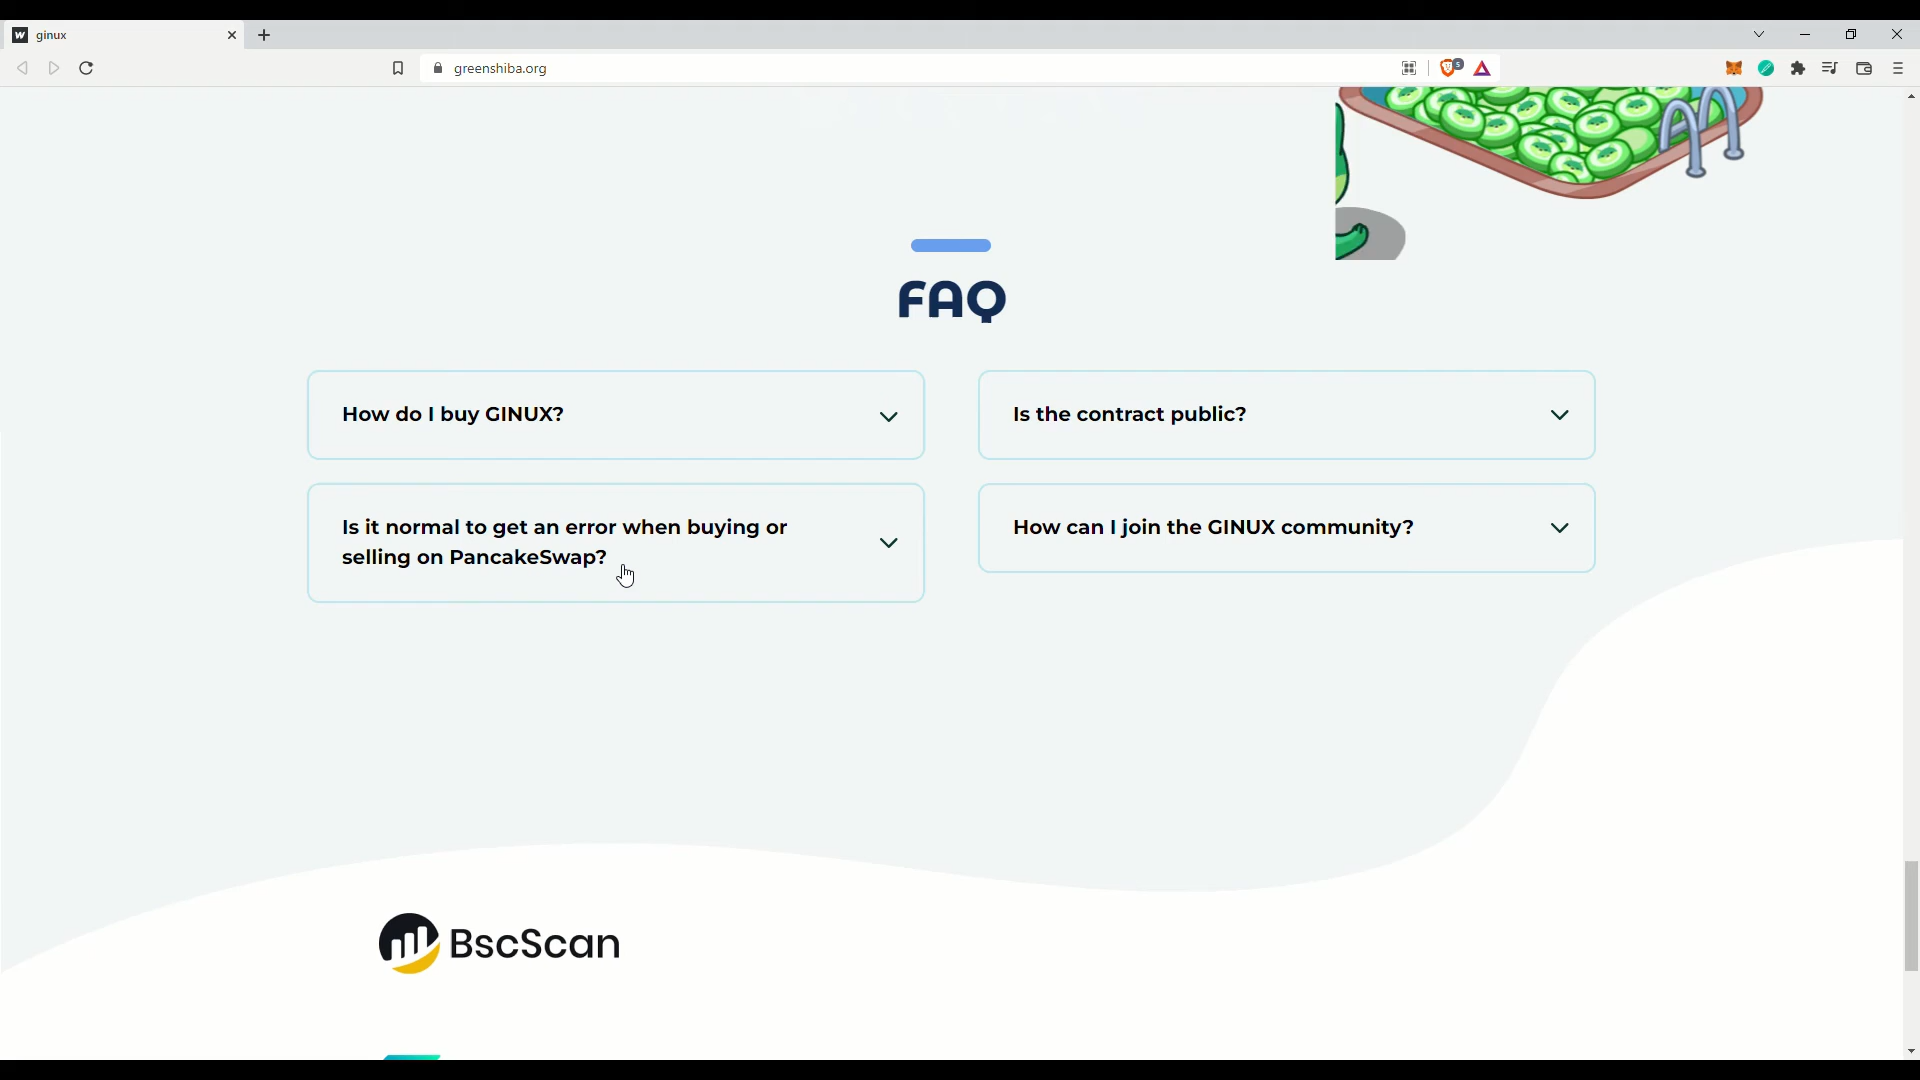 ginux
greenshiba.org
5
FAQ
How do I buy GINUX?
Is the contract public?
Is it normal to get an error when buying or
selling on PancakeSwap?
How can I join the GINUX community?
BscScan